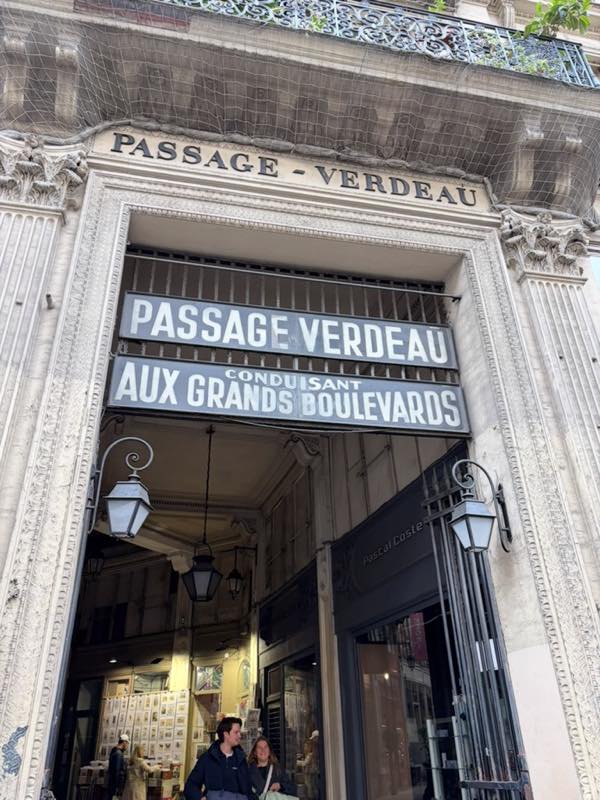 PASSAGE - VERDEAU
PASSAGE VERDEAU
CONDUISANT
AUX GRANDS BOULEVARDS
Pascal Coste